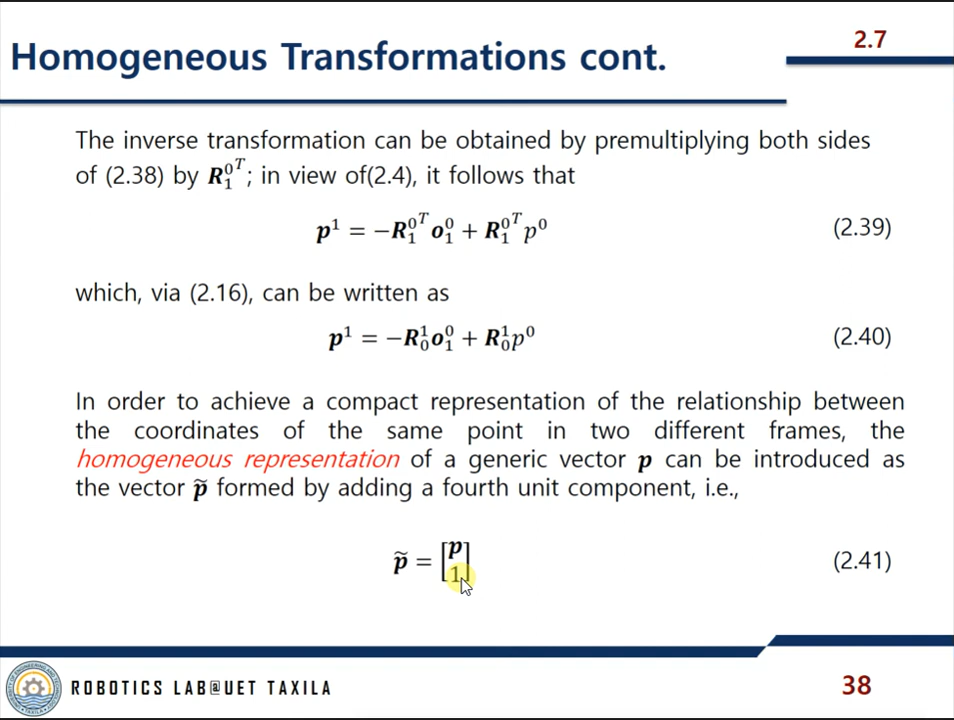 2.7
Homogeneous Transformations cont.
The inverse transformation can be obtained by premultiplying both sides
of (2.38) by 𝑹₁⁰ᵀ; in view of(2.4), it follows that
𝒑¹ = −𝑹₁⁰ᵀ𝒐₁⁰ + 𝑹₁⁰ᵀ𝑝⁰ (2.39)
which, via (2.16), can be written as
𝒑¹ = −𝑹₀¹𝒐₁⁰ + 𝑹₀¹𝑝⁰ (2.40)
In order to achieve a compact representation of the relationship between
the coordinates of the same point in two different frames, the
homogeneous representation of a generic vector 𝒑 can be introduced as
the vector 𝒑̃ formed by adding a fourth unit component, i.e.,
𝒑̃ = [𝒑
1] (2.41)
ROBOTICS LAB@UET TAXILA
38